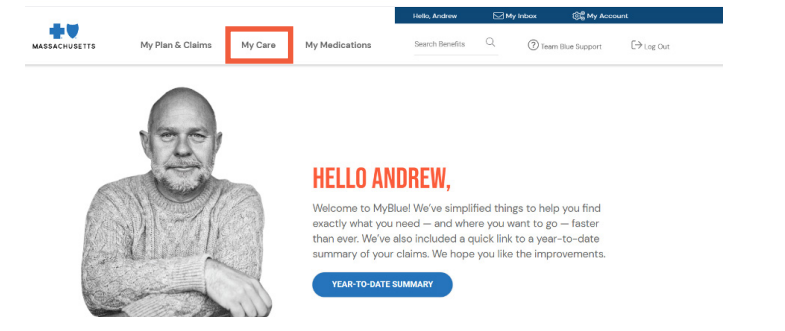 Hello, Andrew My Inbox My Account
MASSACHUSETTS My Plan & Claims My Care My Medications Search Benefits Team Blue Support Log Out
HELLO ANDREW,
Welcome to MyBlue! We've simplified things to help you find
exactly what you need — and where you want to go — faster
than ever. We've also included a quick link to a year-to-date
summary of your claims. We hope you like the improvements.
YEAR-TO-DATE SUMMARY